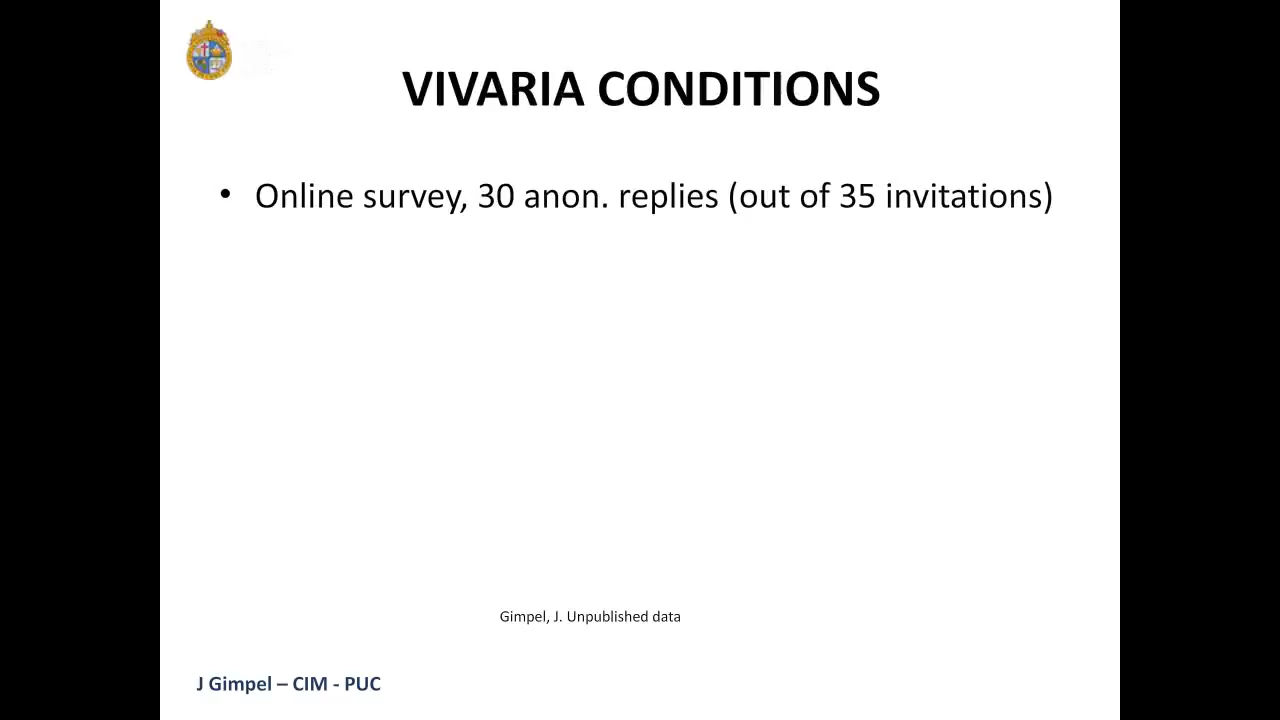 VIVARIA CONDITIONS
• Online survey, 30 anon. replies (out of 35 invitations)
Gimpel, J. Unpublished data
J Gimpel – CIM - PUC